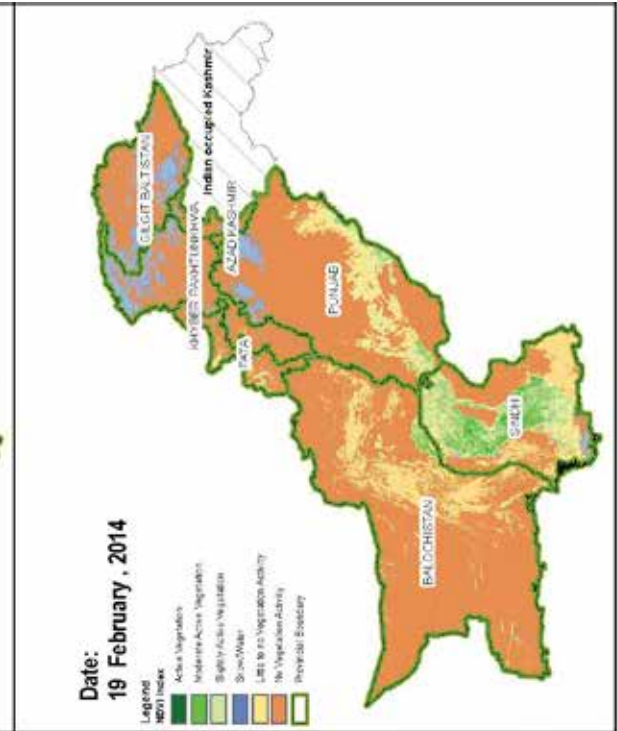 Date:
19 February , 2014
Legend
NDVI Index
Active Vegetation
Moderate Active Vegetation
Slightly Active Vegetation
Snow/Water
Little to no Vegetation Activity
No Vegetation Activity
Provincial Boundary
GILGIT BALTISTAN
Indian occupied Kashmir
KHYBER PAKHTUNKHWA
AZAD KASHMIR
FATA
PUNJAB
BALOCHISTAN
SINDH